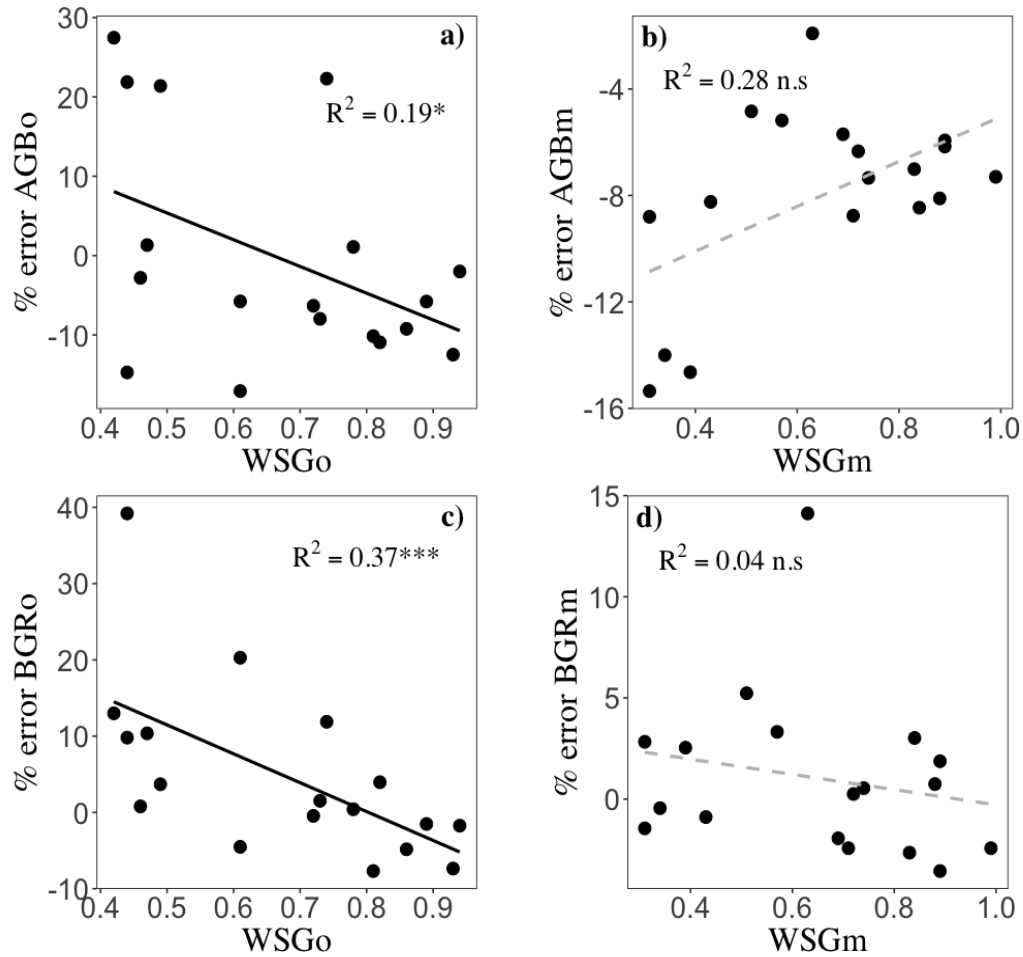 a)
R² = 0.19*
% error AGBo
30
20
10
0
-10
0.4 0.5 0.6 0.7 0.8 0.9
WSGo
b)
R² = 0.28 n.s
% error AGBm
-4
-8
-12
-16
0.4 0.6 0.8 1.0
WSGm
c)
R² = 0.37***
% error BGRo
40
30
20
10
0
-10
0.4 0.5 0.6 0.7 0.8 0.9
WSGo
d)
R² = 0.04 n.s
% error BGRm
15
10
5
0
0.4 0.6 0.8 1.0
WSGm